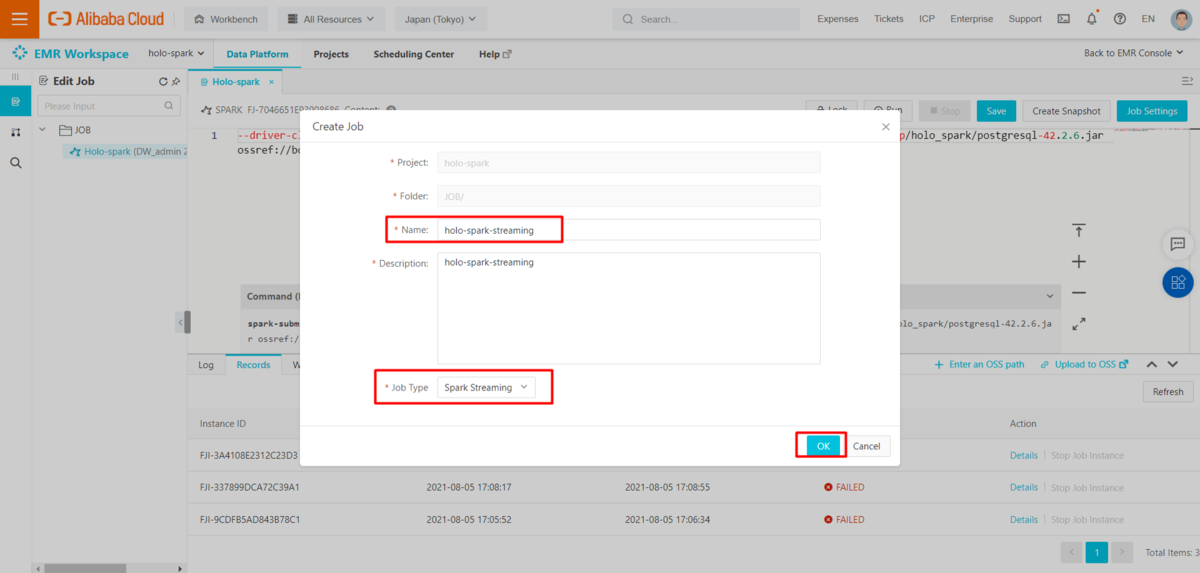 Alibaba Cloud Workbench All Resources Japan (Tokyo) Search... Expenses Tickets ICP Enterprise Support EN
EMR Workspace holo-spark Data Platform Projects Scheduling Center Help Back to EMR Console
Edit Job Holo-spark ×
Please Input
SPARK Content: Lock Run Stop Save Create Snapshot Job Settings
JOB
Holo-spark (DW_admin 2
1 --driver-c p/holo_spark/postgresql-42.2.6.jar
ossref://b
Create Job
* Project: holo-spark
* Folder: JOB/
* Name: holo-spark-streaming
* Description: holo-spark-streaming
* Job Type Spark Streaming
OK Cancel
Command (
spark-subm olo_spark/postgresql-42.2.6.ja
r ossref:/
Log Records W Enter an OSS path Upload to OSS
Refresh
Instance ID Action
FJI-3A4108E2312C23D3 Details Stop Job Instance
FJI-337899DCA72C39A1 2021-08-05 17:08:17 2021-08-05 17:08:55 FAILED Details Stop Job Instance
FJI-9CDFB5AD843B78C1 2021-08-05 17:05:52 2021-08-05 17:06:34 FAILED Details Stop Job Instance
< 1 > Total Items: 3